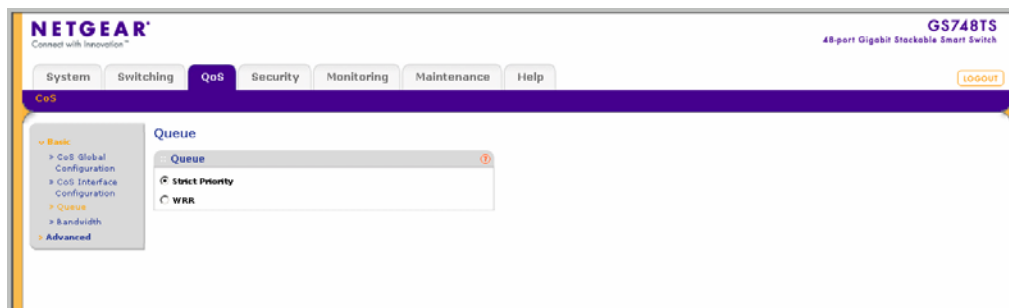 NETGEAR®
Connect with Innovation™
GS748TS
48-port Gigabit Stackable Smart Switch
System
Switching
QoS
Security
Monitoring
Maintenance
Help
LOGOUT
CoS
Basic
CoS Global
Configuration
CoS Interface
Configuration
Queue
Bandwidth
Advanced
Queue
Queue
?
Strict Priority
WRR